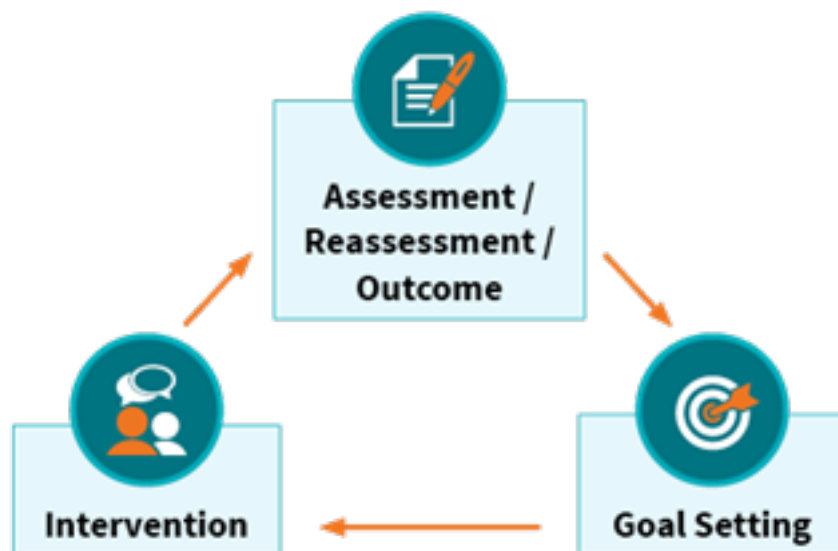 Assessment /
Reassessment /
Outcome
Intervention
Goal Setting